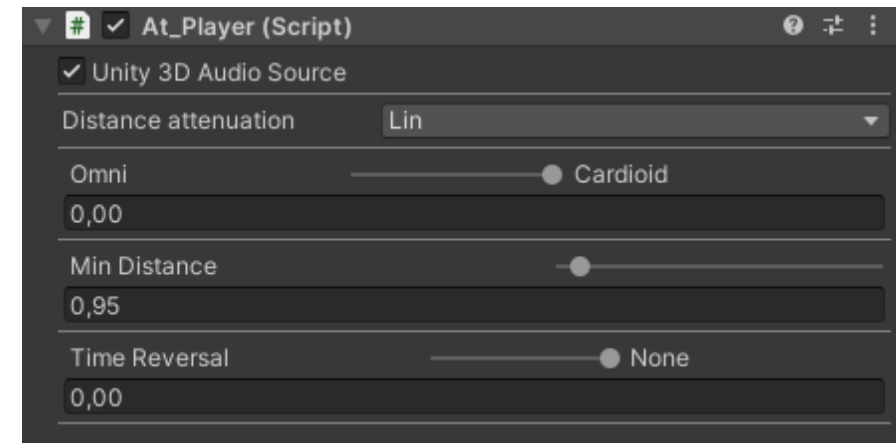 # At_Player (Script)
Unity 3D Audio Source
Distance attenuation Lin
Omni Cardioid
0,00
Min Distance
0,95
Time Reversal None
0,00